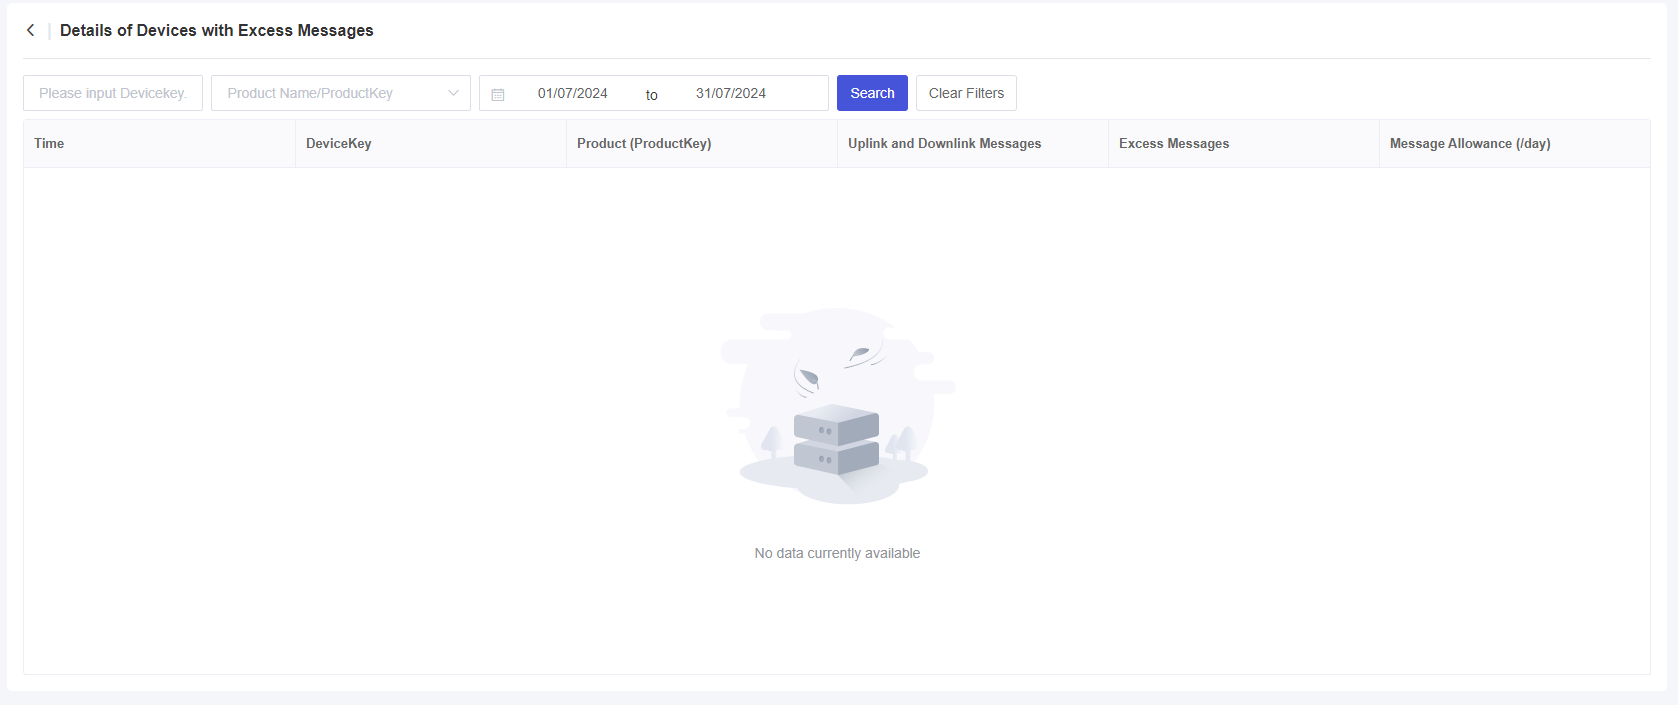 Details of Devices with Excess Messages
Please input Devicekey.
Product Name/ProductKey
01/07/2024 to 31/07/2024
Search
Clear Filters
Time
DeviceKey
Product (ProductKey)
Uplink and Downlink Messages
Excess Messages
Message Allowance (/day)
No data currently available